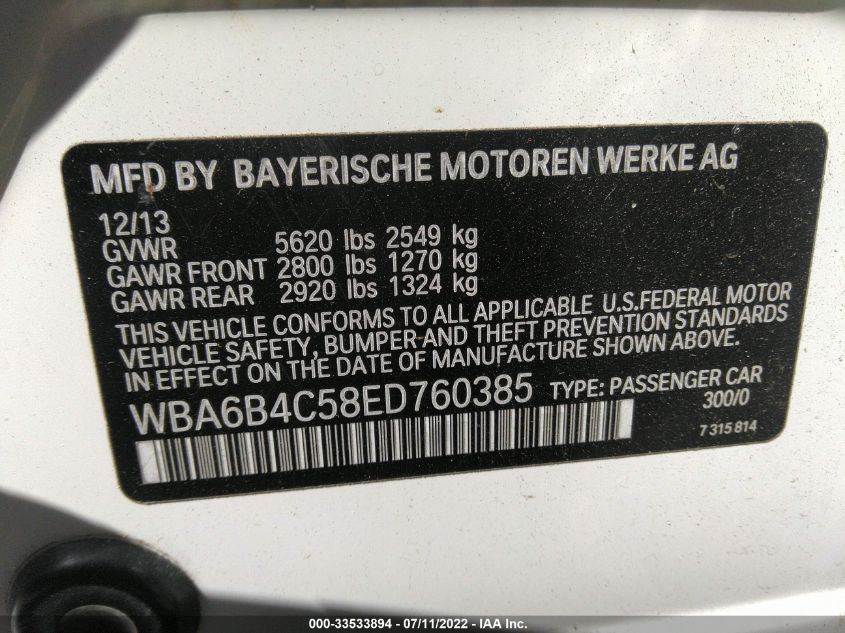 MFD BY BAYERISCHE MOTOREN WERKE AG
12/13
GVWR 5620 lbs 2549 kg
GAWR FRONT 2800 lbs 1270 kg
GAWR REAR 2920 lbs 1324 kg
THIS VEHICLE CONFORMS TO ALL APPLICABLE U.S.FEDERAL MOTOR
VEHICLE SAFETY, BUMPER AND THEFT PREVENTION STANDARDS
IN EFFECT ON THE DATE OF MANUFACTURE SHOWN ABOVE.
WBA6B4C58ED760385 TYPE: PASSENGER CAR
300/0
7 315 814
000-33533894 - 07/11/2022 - IAA Inc.